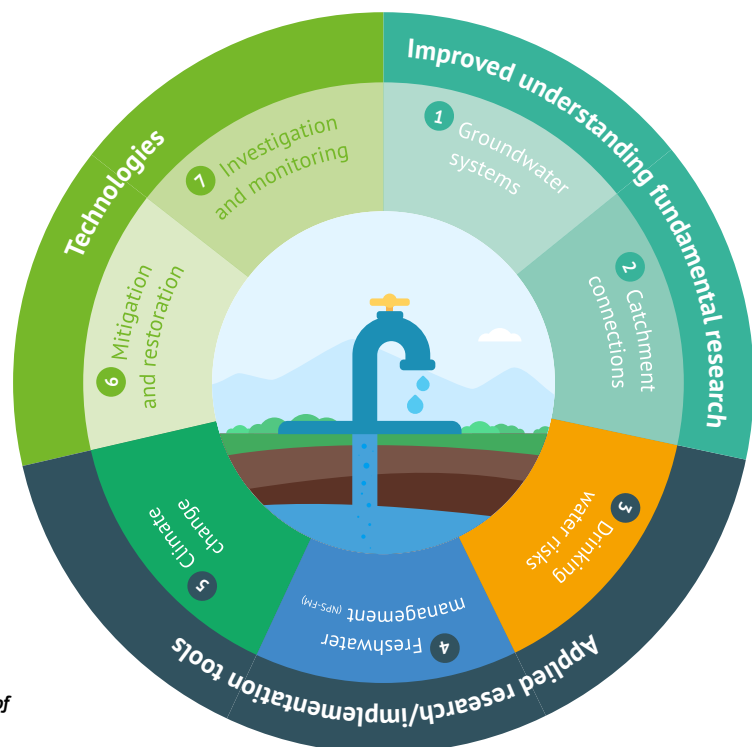 Improved understanding fundamental research
1 Groundwater
systems
2 Catchment
connections
Applied research/implementation tools
3 Drinking
water risks
4 Freshwater
management (NPS-FM)
5 Climate
change
Technologies
6 Mitigation
and restoration
7 Investigation
and monitoring
of